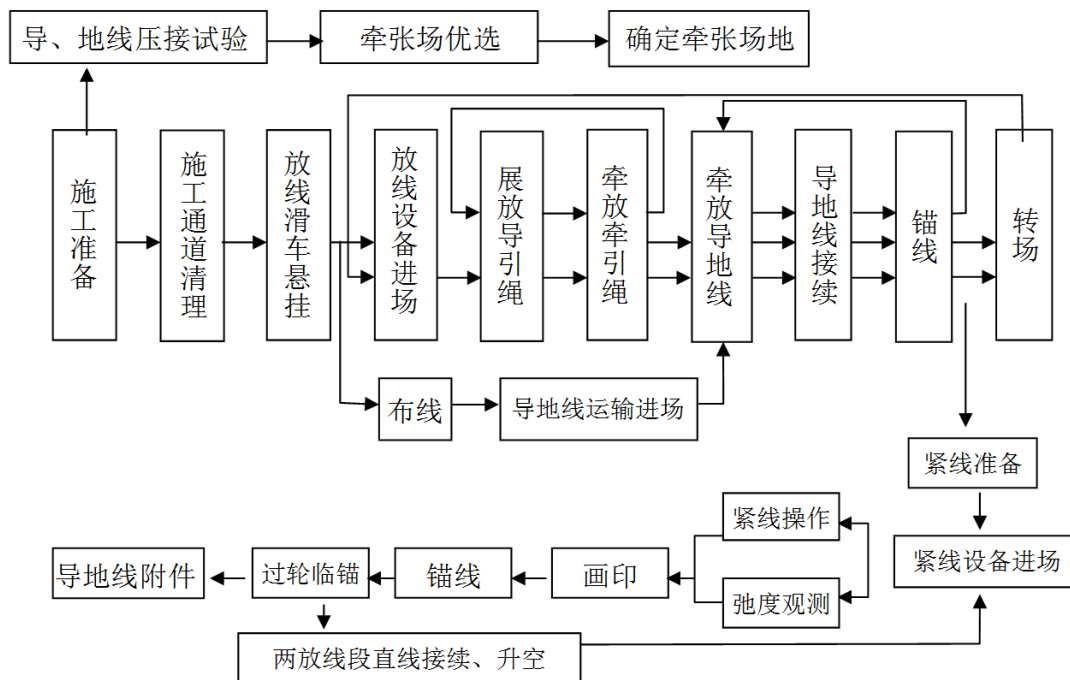 导、地线压接试验
牵张场优选
确定牵张场地
施工准备
施工通道清理
放线滑车悬挂
放线设备进场
展放导引绳
牵放牵引绳
牵放导地线
导地线接续
锚线
转场
布线
导地线运输进场
紧线准备
紧线操作
紧线设备进场
导地线附件
过轮临锚
锚线
画印
弛度观测
两放线段直线接续、升空